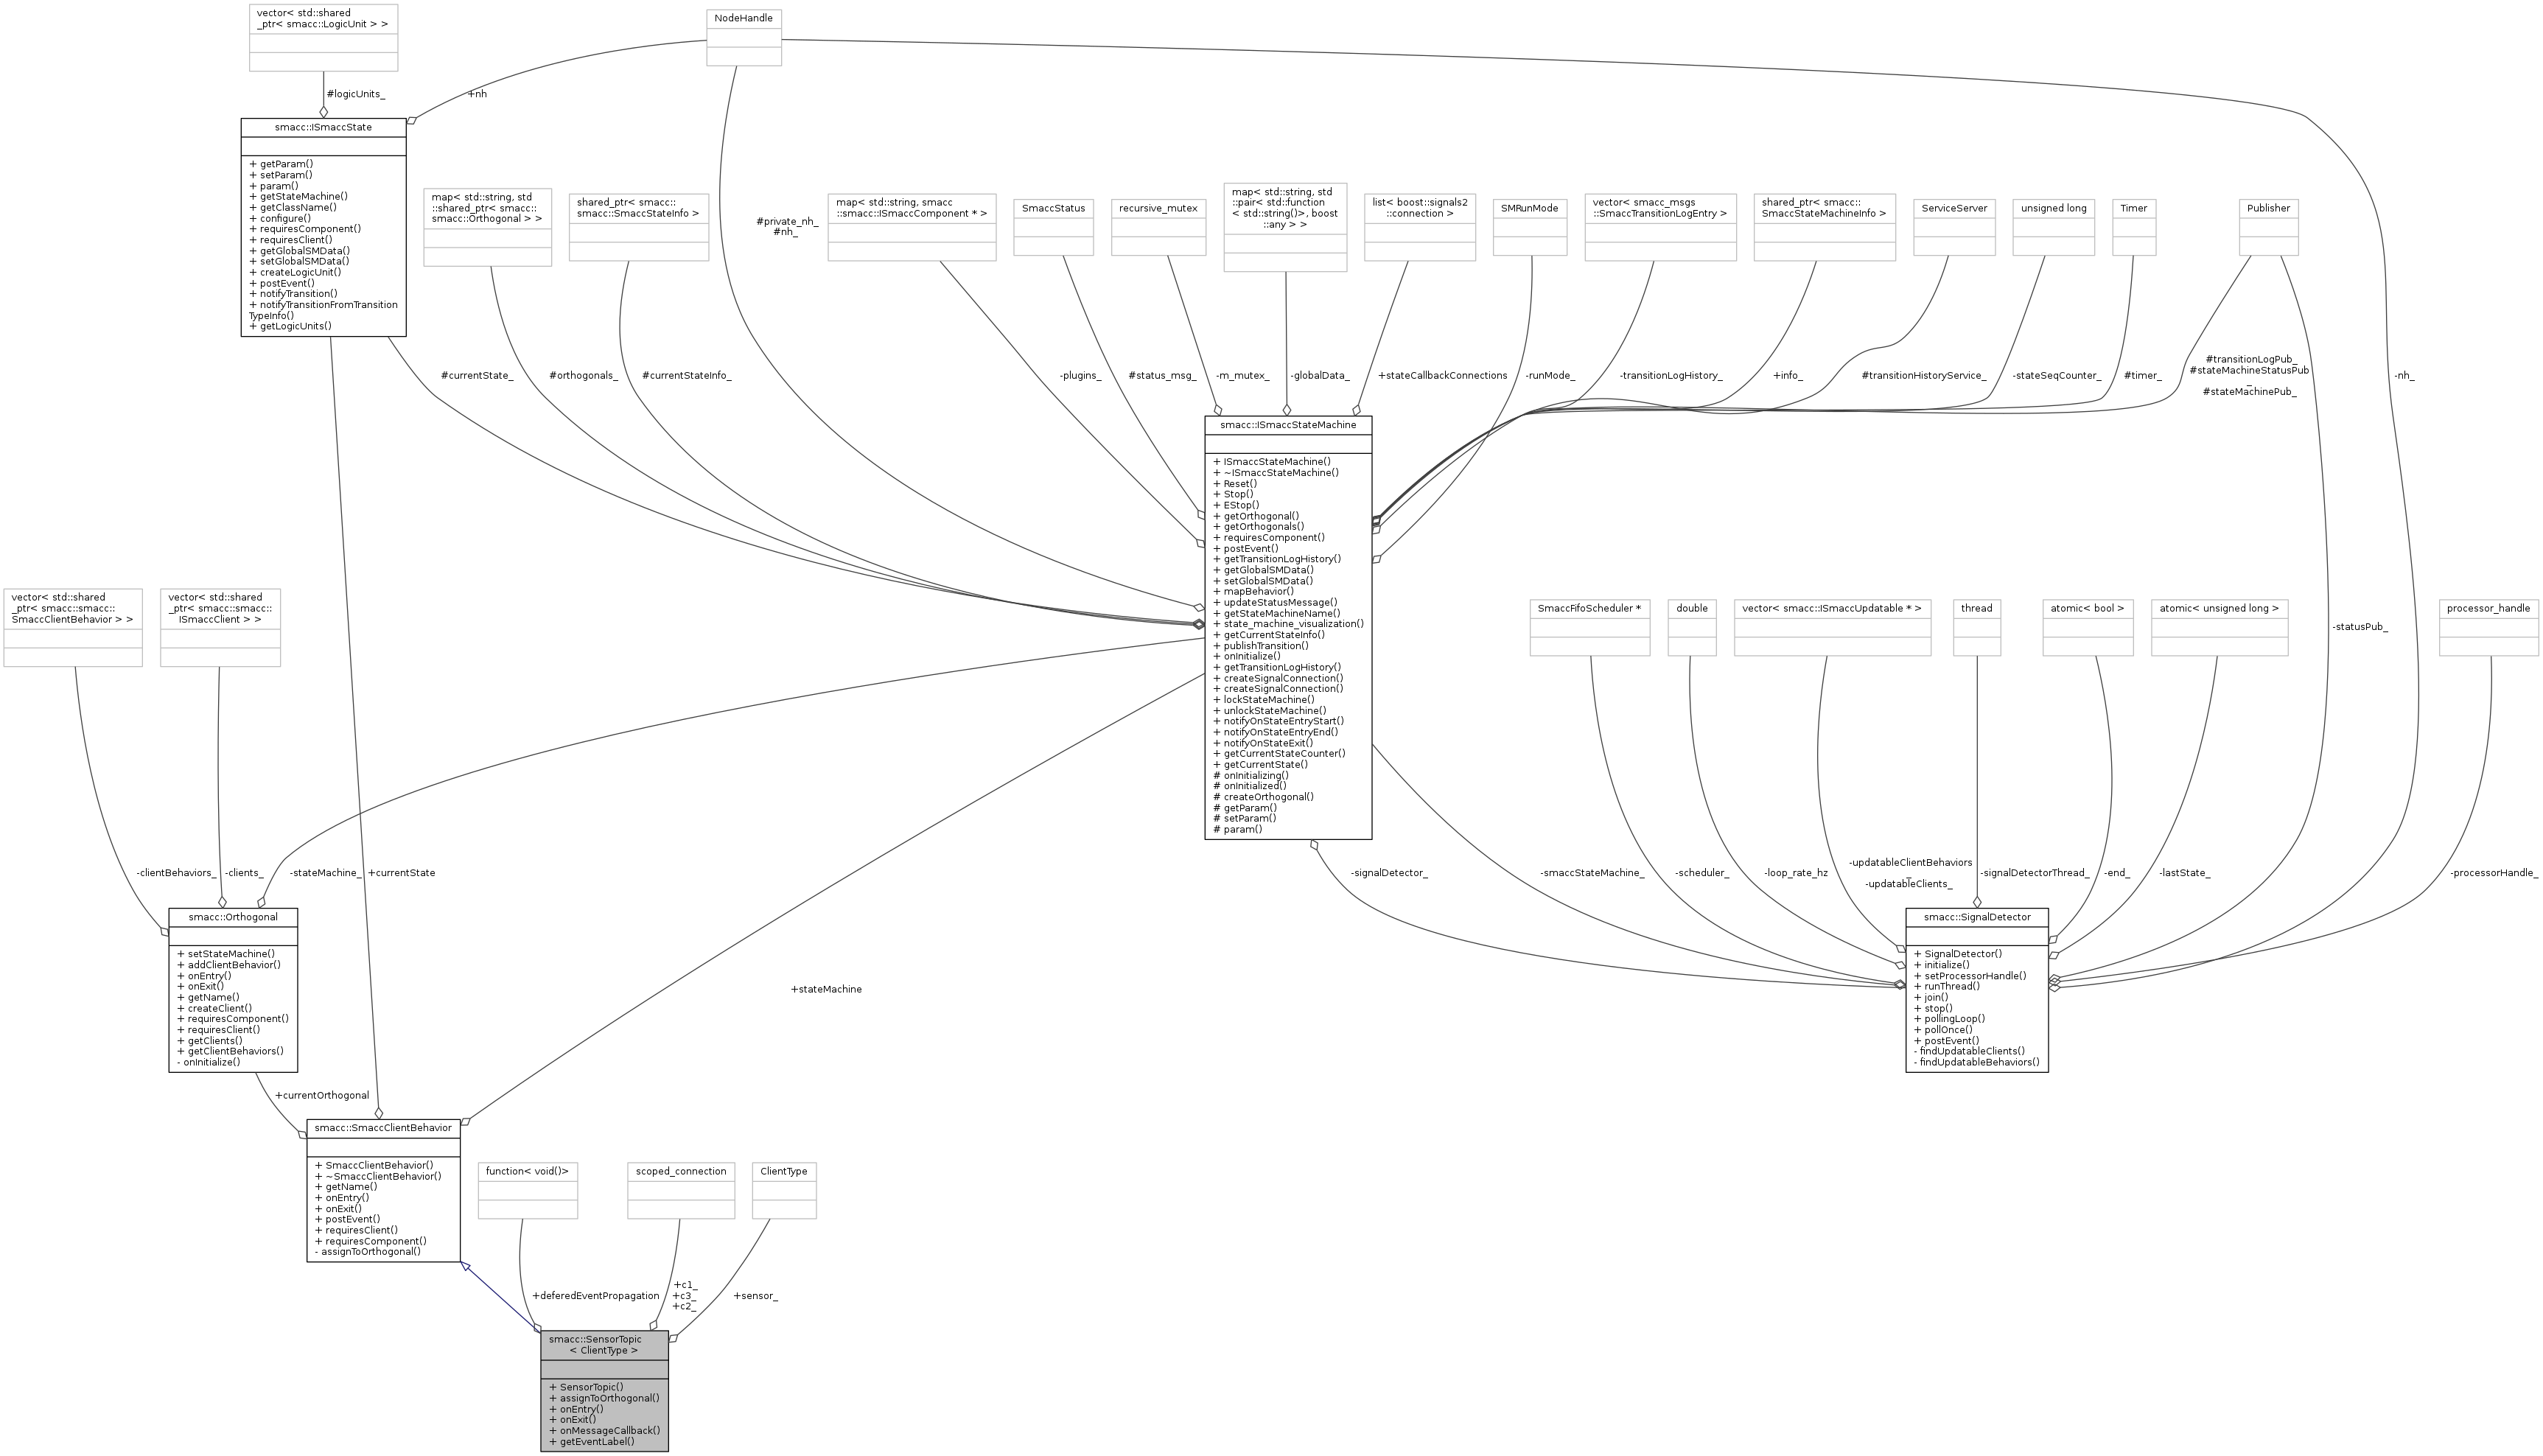 vector< std::shared
_ptr< smacc::LogicUnit > >
NodeHandle
#logicUnits_
+nh
smacc::ISmaccState
+ getParam()
+ setParam()
+ param()
+ getStateMachine()
+ getClassName()
+ configure()
+ requiresComponent()
+ requiresClient()
+ getGlobalSMData()
+ setGlobalSMData()
+ createLogicUnit()
+ postEvent()
+ notifyTransition()
+ notifyTransitionFromTransition
TypeInfo()
+ getLogicUnits()
map< std::string, std
::shared_ptr< smacc::
smacc::Orthogonal > >
shared_ptr< smacc::
smacc::SmaccStateInfo >
#private_nh_
#nh_
map< std::string, smacc
::smacc::ISmaccComponent * >
SmaccStatus
recursive_mutex
map< std::string, std
::pair< std::function
< std::string()>, boost
::any > >
list< boost::signals2
::connection >
SMRunMode
vector< smacc_msgs
::SmaccTransitionLogEntry >
shared_ptr< smacc::
SmaccStateMachineInfo >
ServiceServer
unsigned long
Timer
Publisher
#currentState_
#orthogonals_
#currentStateInfo_
-plugins_
#status_msg_
-m_mutex_
-globalData_
+stateCallbackConnections
-runMode_
-transitionLogHistory_
+info_
#transitionHistoryService_
-stateSeqCounter_
#timer_
#transitionLogPub_
#stateMachineStatusPub
_
#stateMachinePub_
-nh_
smacc::ISmaccStateMachine
+ ISmaccStateMachine()
+ ~ISmaccStateMachine()
+ Reset()
+ Stop()
+ EStop()
+ getOrthogonal()
+ getOrthogonals()
+ requiresComponent()
+ postEvent()
+ getTransitionLogHistory()
+ getGlobalSMData()
+ setGlobalSMData()
+ mapBehavior()
+ updateStatusMessage()
+ getStateMachineName()
+ state_machine_visualization()
+ getCurrentStateInfo()
+ publishTransition()
+ onInitialize()
+ getTransitionLogHistory()
+ createSignalConnection()
+ createSignalConnection()
+ lockStateMachine()
+ unlockStateMachine()
+ notifyOnStateEntryStart()
+ notifyOnStateEntryEnd()
+ notifyOnStateExit()
+ getCurrentStateCounter()
+ getCurrentState()
# onInitializing()
# onInitialized()
# createOrthogonal()
# getParam()
# setParam()
# param()
vector< std::shared
_ptr< smacc::smacc::
SmaccClientBehavior > >
vector< std::shared
_ptr< smacc::smacc::
ISmaccClient > >
SmaccFifoScheduler *
double
vector< smacc::ISmaccUpdatable * >
thread
atomic< bool >
atomic< unsigned long >
-statusPub_
processor_handle
-clientBehaviors_
-clients_
-stateMachine_
+currentState
-signalDetector_
-smaccStateMachine_
-scheduler_
-loop_rate_hz
-updatableClientBehaviors
_
-updatableClients_
-signalDetectorThread_
-end_
-lastState_
-processorHandle_
smacc::Orthogonal
+ setStateMachine()
+ addClientBehavior()
+ onEntry()
+ onExit()
+ getName()
+ createClient()
+ requiresComponent()
+ requiresClient()
+ getClients()
+ getClientBehaviors()
- onInitialize()
smacc::SignalDetector
+ SignalDetector()
+ initialize()
+ setProcessorHandle()
+ runThread()
+ join()
+ stop()
+ pollingLoop()
+ pollOnce()
+ postEvent()
- findUpdatableClients()
- findUpdatableBehaviors()
+stateMachine
+currentOrthogonal
smacc::SmaccClientBehavior
+ SmaccClientBehavior()
+ ~SmaccClientBehavior()
+ getName()
+ onEntry()
+ onExit()
+ postEvent()
+ requiresClient()
+ requiresComponent()
- assignToOrthogonal()
function< void()>
scoped_connection
ClientType
+deferedEventPropagation
+c1_
+c3_
+c2_
+sensor_
smacc::SensorTopic
< ClientType >
+ SensorTopic()
+ assignToOrthogonal()
+ onEntry()
+ onExit()
+ onMessageCallback()
+ getEventLabel()